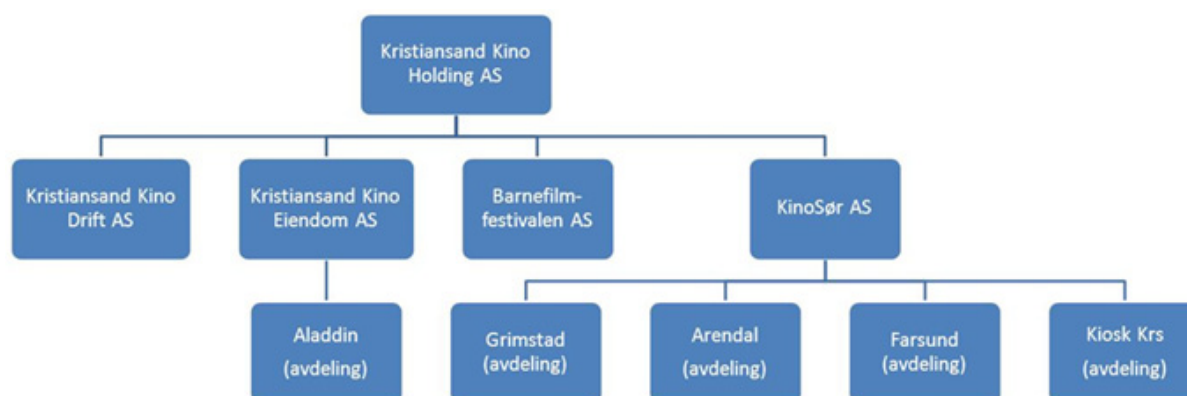 Kristiansand Kino
Holding AS
Kristiansand Kino
Drift AS
Kristiansand Kino
Eiendom AS
Barnefilm-
festivalen AS
KinoSør AS
Aladdin
(avdeling)
Grimstad
(avdeling)
Arendal
(avdeling)
Farsund
(avdeling)
Kiosk Krs
(avdeling)